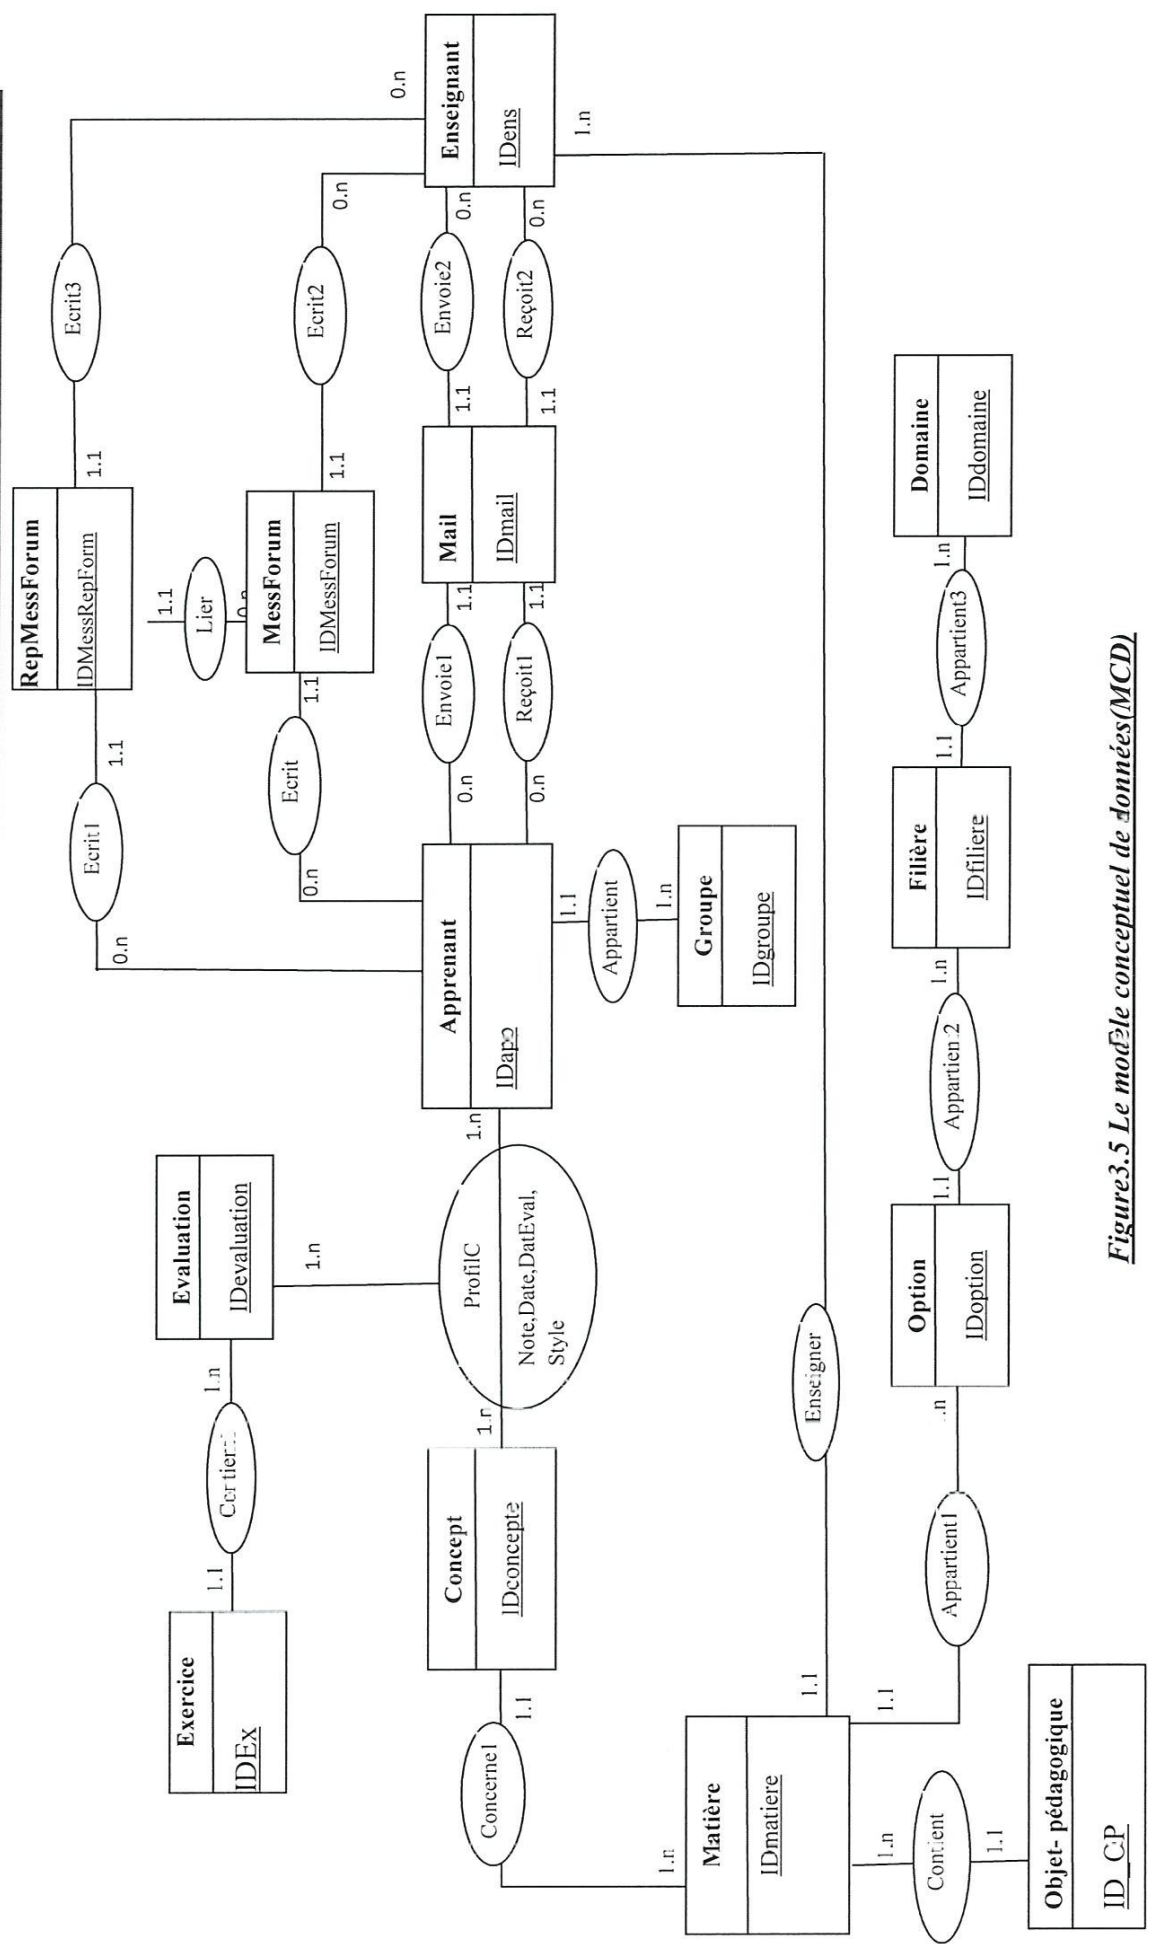 RepMessForum
IDMessRepForm
Ecrit1
0.n
1.1
Ecrit3
1.1
0.n
Lier
1.1
MessForum
IDMessForum
Ecrit
0.n
1.1
Ecrit2
1.1
0.n
Evaluation
IDevaluation
1.n
1.n
Exercice
IDEx
1.1
Mail
IDmail
Envoie1
0.n
1.1
Reçoit1
0.n
1.1
Envoie2
1.1
0.n
Reçoit2
1.1
0.n
Enseignant
IDens
1.n
Apprenant
1.n
ProfilC
Note,Date,DatEval,
Style
1.n
Concept
IDconcepte
1.1
Concerne1
1.n
Appartient
1.1
1.n
Groupe
IDgroupe
Matière
IDmatiere
1.1
Enseigner
1.1
Appartient1
Option
IDoption
1.1
1.n
Filière
IDfiliere
1.1
Appartient3
1.n
Domaine
IDdomaine
1.n
Contient
1.1
Objet- pédagogique
Figure3.5 Le modèle conceptuel de données(MCD)